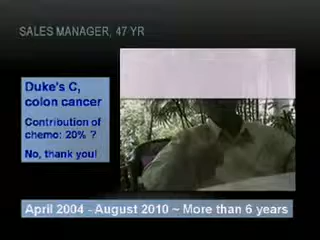 SALES MANAGER, 47 YR
Duke's C,
colon cancer
Contribution of
chemo: 20% ?
No, thank you!
April 2004 - August 2010 ~ More than 6 years